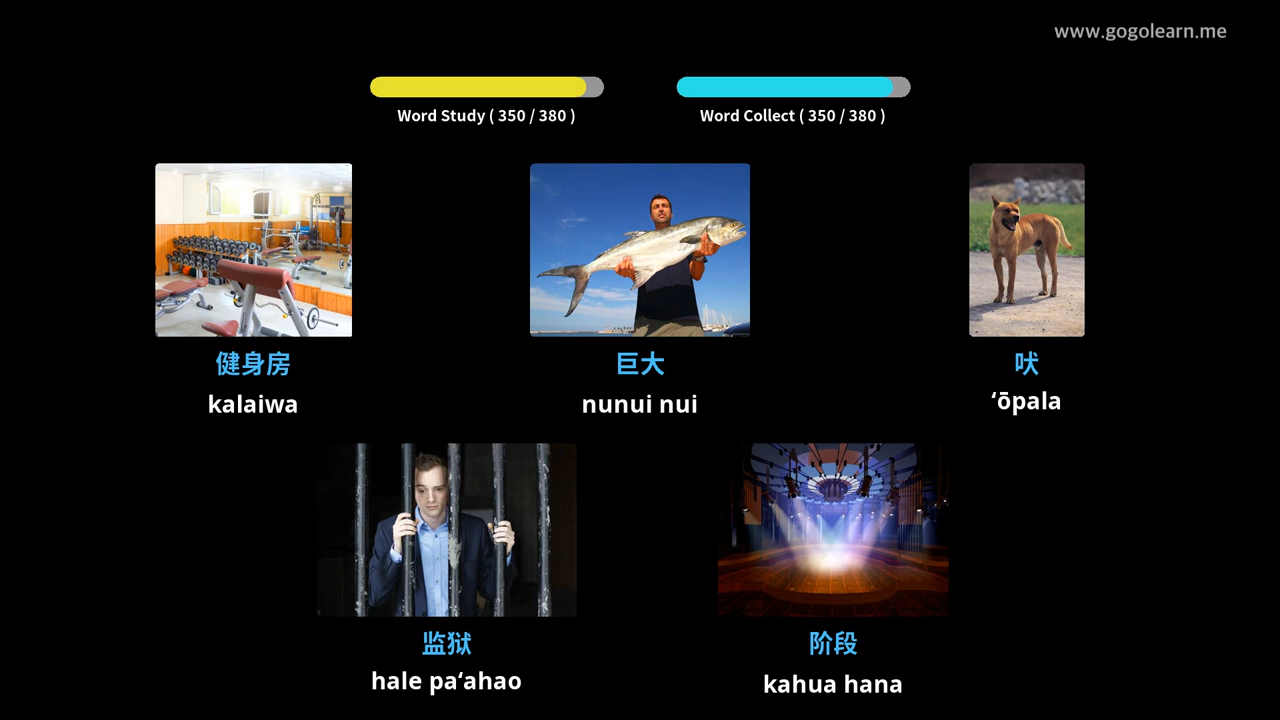 www.gogolearn.me
Word Study ( 350 / 380 )
Word Collect ( 350 / 380 )
健身房
巨大
吠
kalaiwa
nunui nui
ʻōpala
监狱
阶段
hale paʻahao
kahua hana